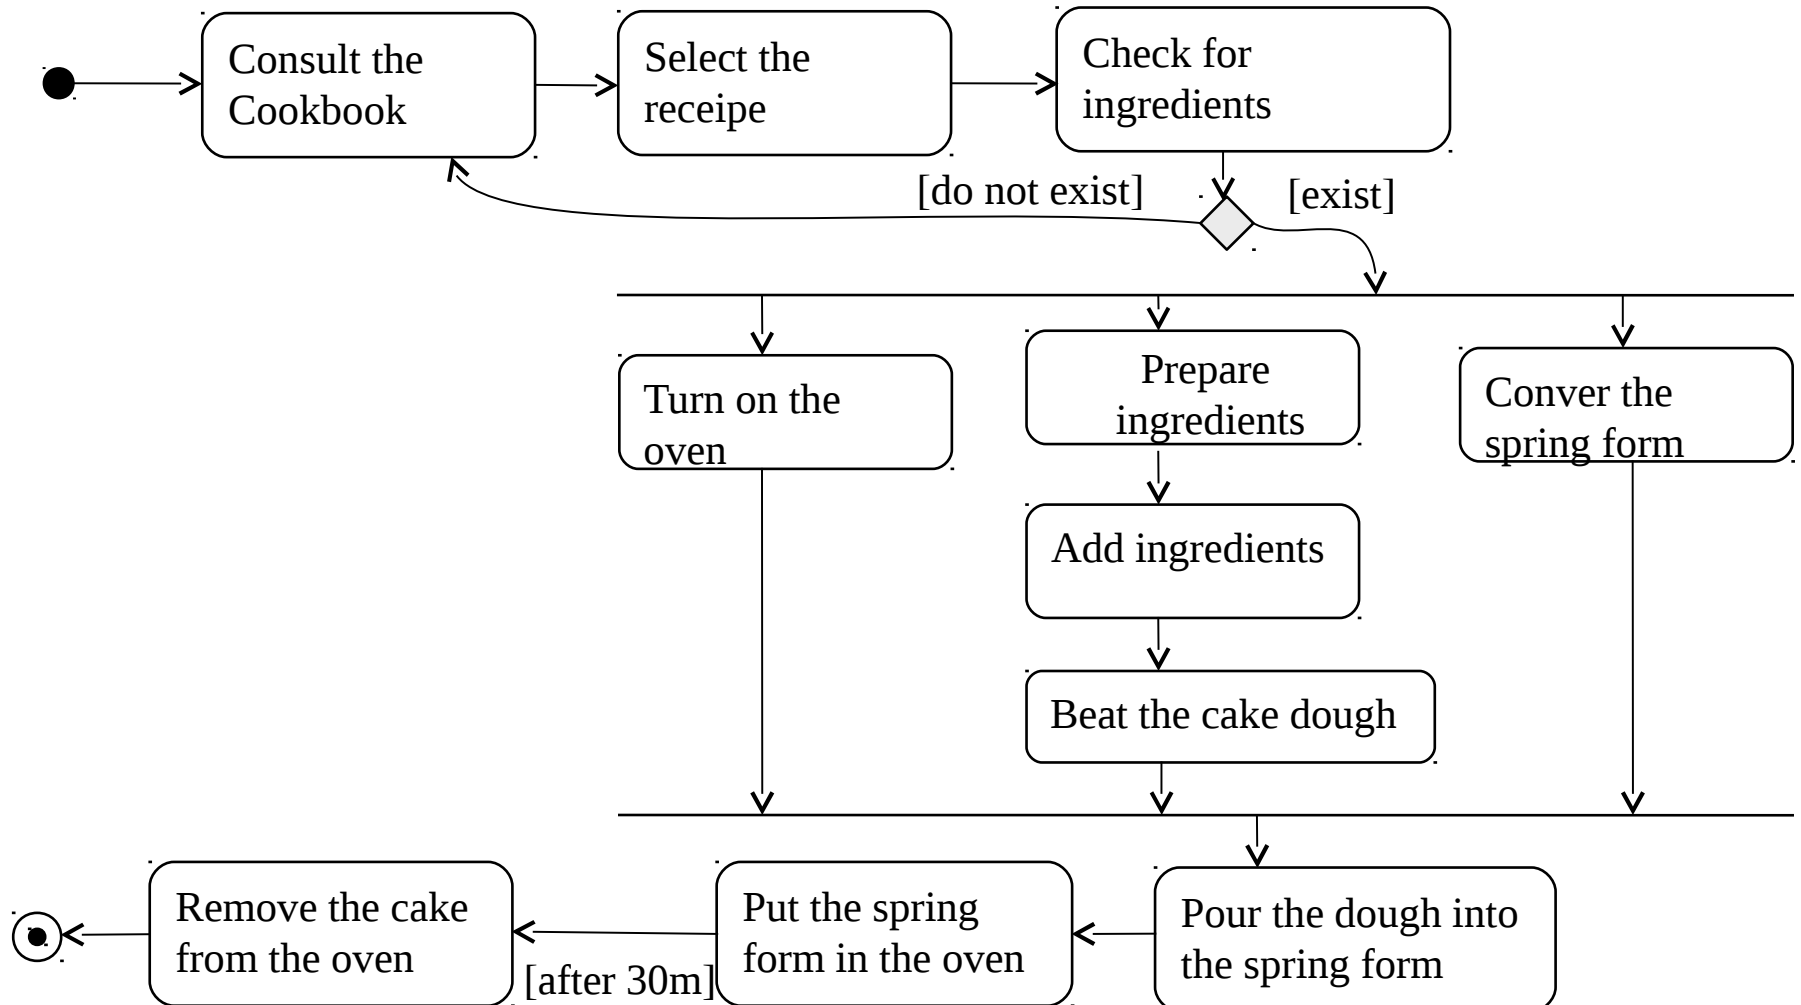 Consult the
Cookbook
Select the
receipe
Check for
ingredients
[do not exist]
[exist]
Turn on the
oven
Prepare
ingredients
Conver the
spring form
Add ingredients
Beat the cake dough
Remove the cake
from the oven
[after 30m]
Put the spring
form in the oven
Pour the dough into
the spring form